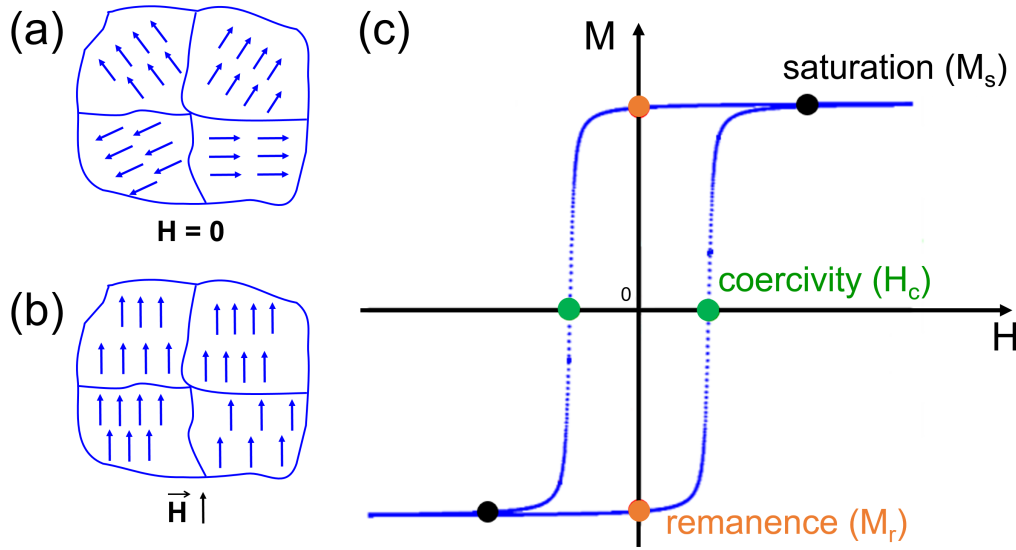 (a)
H = 0
(b)
H
(c)
M
saturation (Ms)
0
coercivity (Hc)
H
remanence (Mr)